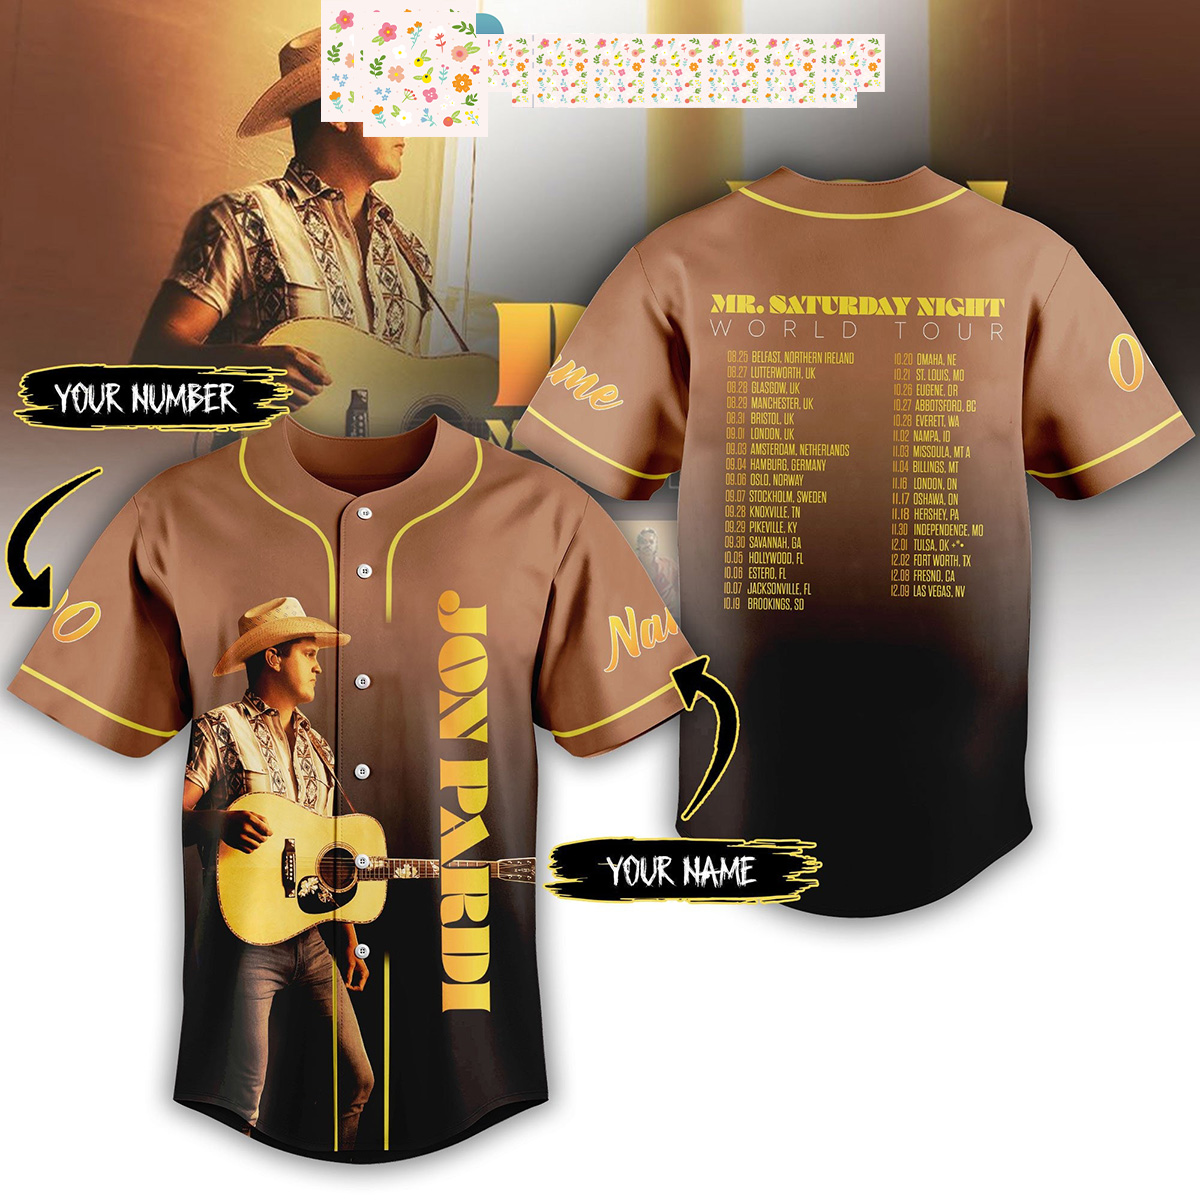 YOUR NUMBER
MR. SATURDAY NIGHT
WORLD TOUR
08.25 BELFAST, NORTHERN IRELAND
08.27 LUTTERWORTH, UK
08.28 GLASGOW, UK
08.29 MANCHESTER, UK
08.31 BRISTOL, UK
09.01 LONDON, UK
09.03 AMSTERDAM, NETHERLANDS
09.04 HAMBURG, GERMANY
09.06 OSLO, NORWAY
09.07 STOCKHOLM, SWEDEN
09.28 KNOXVILLE, TN
09.29 PIKEVILLE, KY
09.30 SAVANNAH, GA
10.05 HOLLYWOOD, FL
10.06 ESTERO, FL
10.07 JACKSONVILLE, FL
10.19 BROOKINGS, SD
10.20 OMAHA, NE
10.21 ST. LOUIS, MO
10.26 EUGENE, OR
10.27 ABBOTSFORD, BC
10.28 EVERETT, WA
11.02 NAMPA, ID
11.03 MISSOULA, MT A
11.04 BILLINGS, MT
11.16 LONDON, ON
11.17 OSHAWA, ON
11.18 HERSHEY, PA
11.30 INDEPENDENCE, MO
12.01 TULSA, OK
12.02 FORT WORTH, TX
12.08 FRESNO, CA
12.09 LAS VEGAS, NV
ame
0
00
Na
JON PARDI
YOUR NAME